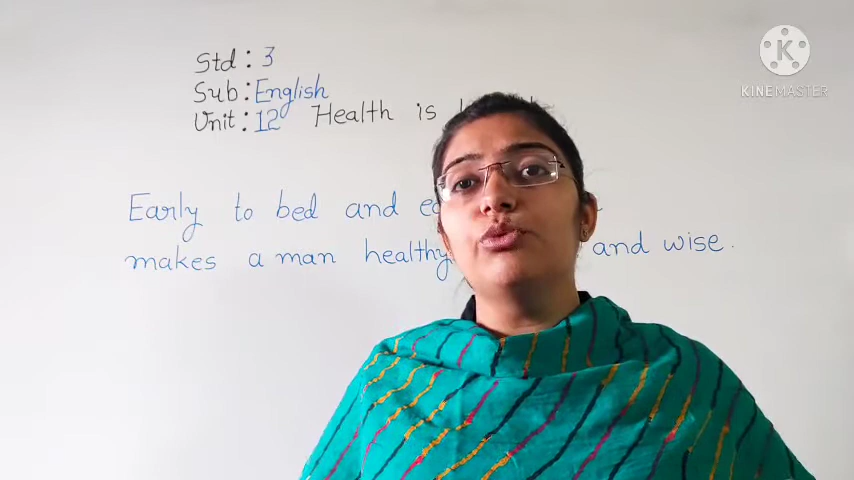 Std : 3
Sub : English
Unit : 12 Health is
Early to bed and
makes a man healthy and wise.
K
KINEMASTER